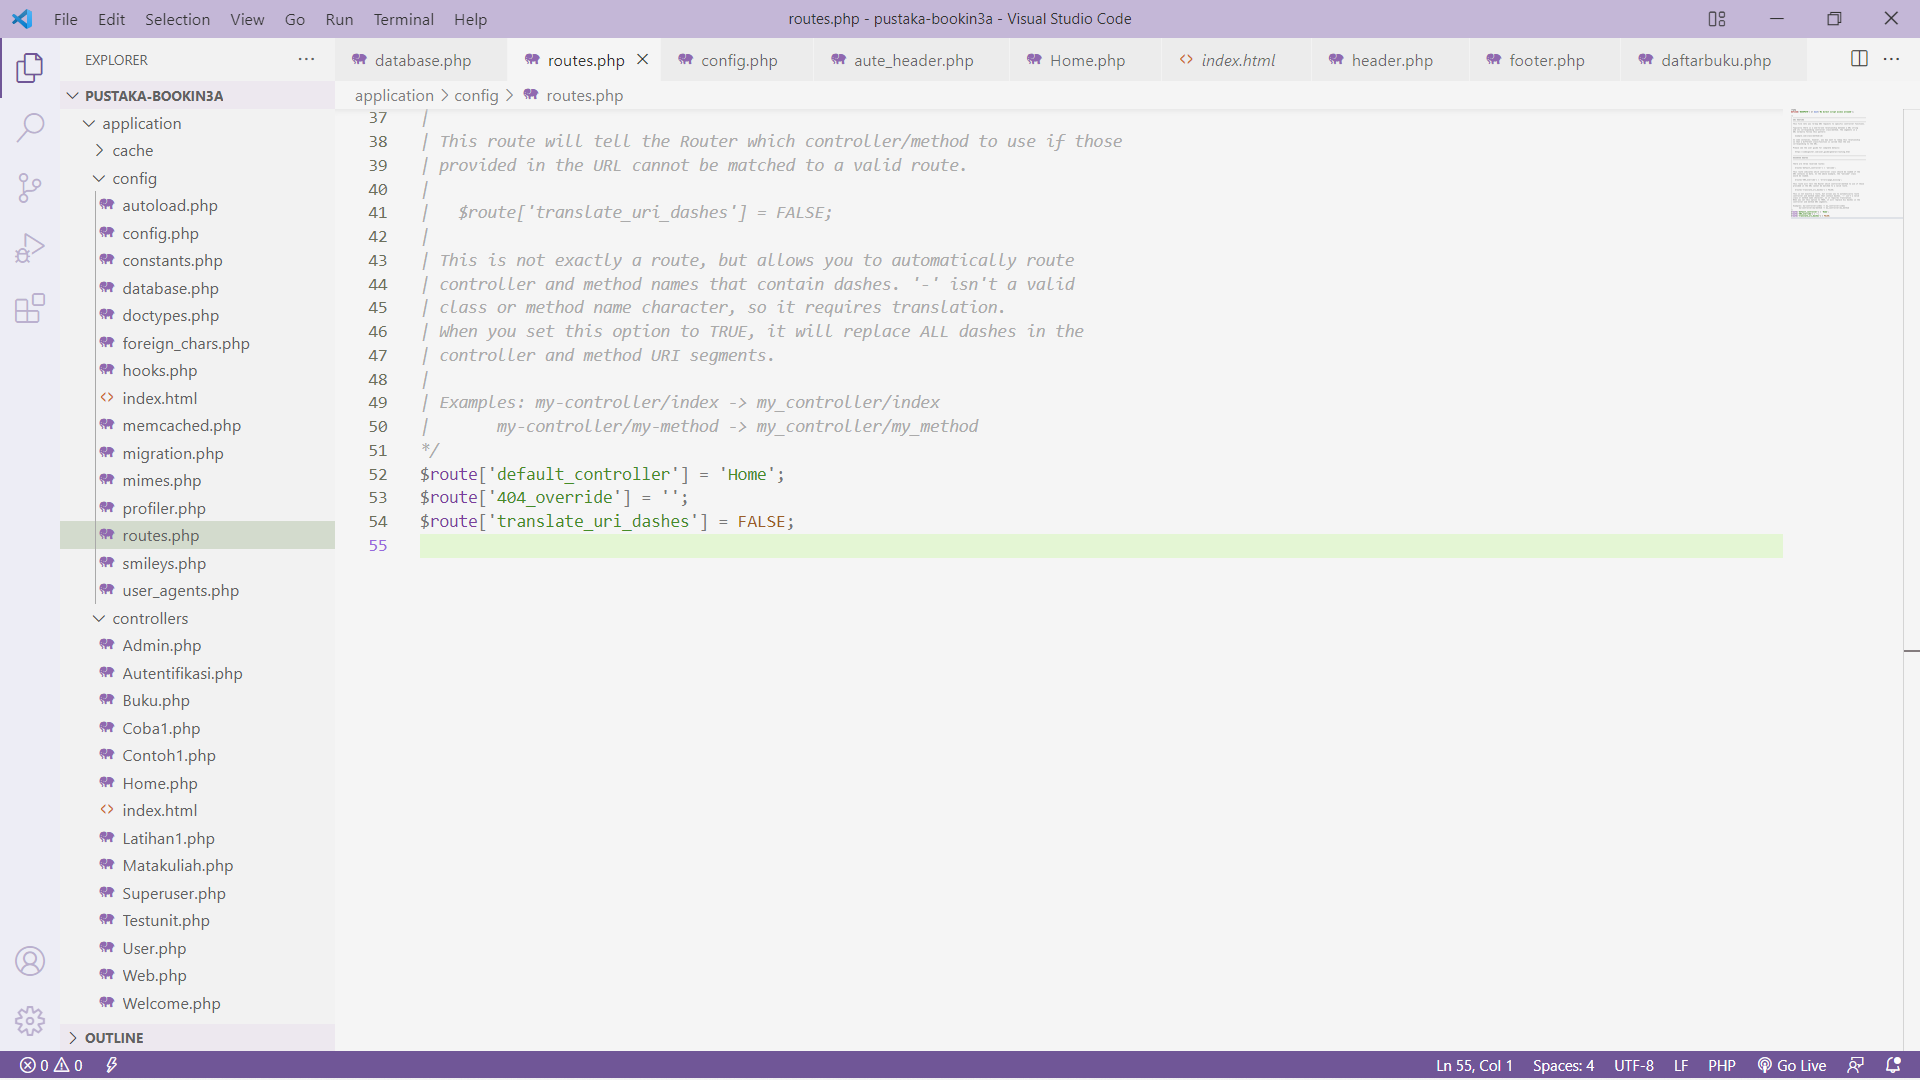 File Edit Selection View Go Run Terminal Help
routes.php - pustaka-bookin3a - Visual Studio Code
EXPLORER
database.php
routes.php
config.php
aute_header.php
Home.php
index.html
header.php
footer.php
daftarbuku.php
application > config > routes.php
PUSTAKA-BOOKIN3A
application
cache
config
autoload.php
config.php
constants.php
database.php
doctypes.php
foreign_chars.php
hooks.php
index.html
memcached.php
migration.php
mimes.php
profiler.php
routes.php
smileys.php
user_agents.php
controllers
Admin.php
Autentifikasi.php
Buku.php
Coba1.php
Contoh1.php
Home.php
index.html
Latihan1.php
Matakuliah.php
Superuser.php
Testunit.php
User.php
Web.php
Welcome.php
OUTLINE
37 |
38 | This route will tell the Router which controller/method to use if those
39 | provided in the URL cannot be matched to a valid route.
40 |
41 |   $route['translate_uri_dashes'] = FALSE;
42 |
43 | This is not exactly a route, but allows you to automatically route
44 | controller and method names that contain dashes. '-' isn't a valid
45 | class or method name character, so it requires translation.
46 | When you set this option to TRUE, it will replace ALL dashes in the
47 | controller and method URI segments.
48 |
49 | Examples: my-controller/index -> my_controller/index
50 |       my-controller/my-method -> my_controller/my_method
51 */
52 $route['default_controller'] = 'Home';
53 $route['404_override'] = '';
54 $route['translate_uri_dashes'] = FALSE;
55
0 0
Ln 55, Col 1 Spaces: 4 UTF-8 LF PHP Go Live